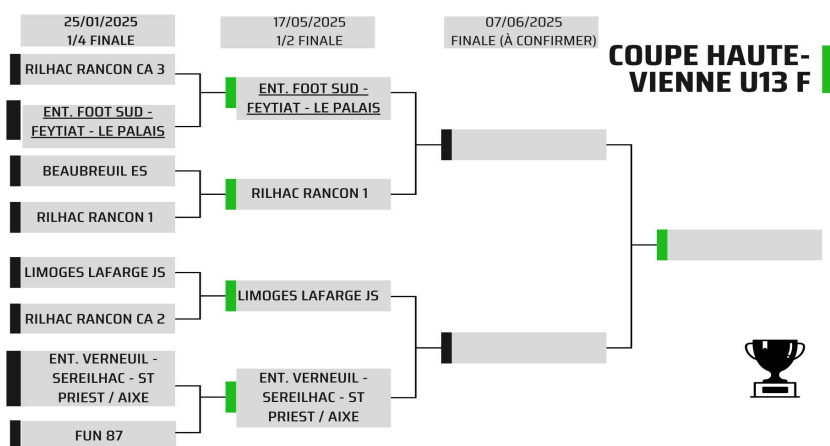 25/01/2025
1/4 FINALE
17/05/2025
1/2 FINALE
07/06/2025
FINALE (À CONFIRMER)
COUPE HAUTE-
VIENNE U13 F
RILHAC RANCON CA 3
ENT. FOOT SUD -
FEYTIAT - LE PALAIS
BEAUBREUIL ES
RILHAC RANCON 1
LIMOGES LAFARGE JS
RILHAC RANCON CA 2
ENT. VERNEUIL -
SEREILHAC - ST
PRIEST / AIXE
FUN 87
ENT. FOOT SUD -
FEYTIAT - LE PALAIS
RILHAC RANCON 1
LIMOGES LAFARGE JS
ENT. VERNEUIL -
SEREILHAC - ST
PRIEST / AIXE